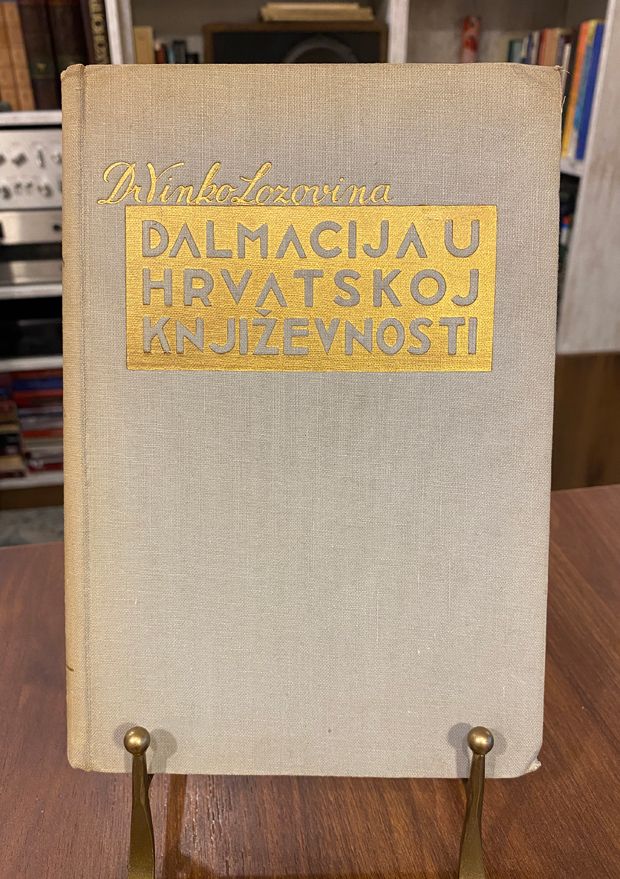 Dr Vinko Lozovina
DALMACIJA U
HRVATSKOJ
KNJIŽEVNOSTI